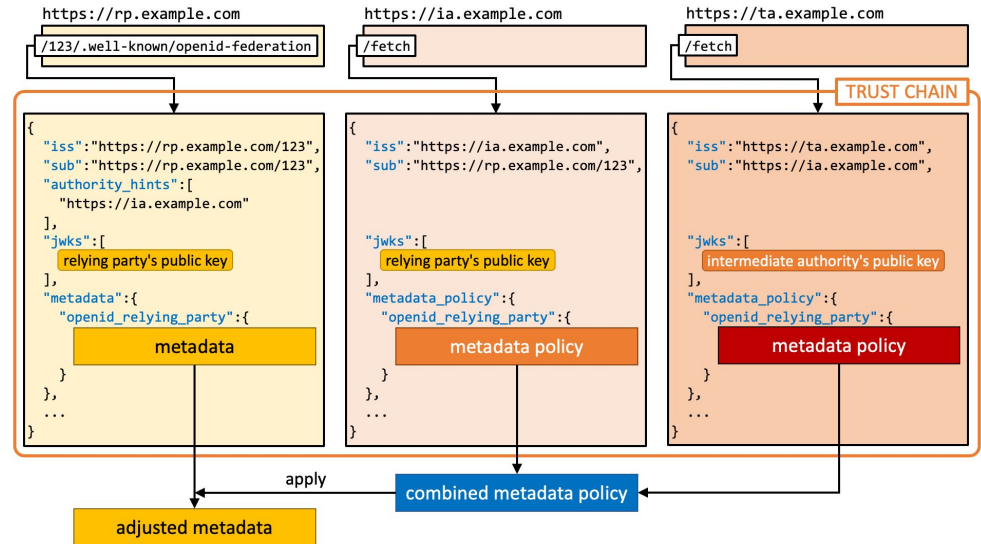 https://rp.example.com
/123/.well-known/openid-federation
https://ia.example.com
/fetch
https://ta.example.com
/fetch
TRUST CHAIN
{
"iss":"https://rp.example.com/123",
"sub":"https://rp.example.com/123",
"authority_hints":[
"https://ia.example.com"
],
"jwks":[
relying party's public key
],
"metadata":{
"openid_relying_party":{
metadata
}
},
...
}
{
"iss":"https://ia.example.com",
"sub":"https://rp.example.com/123",
"jwks":[
relying party's public key
],
"metadata_policy":{
"openid_relying_party":{
metadata policy
}
},
...
}
{
"iss":"https://ta.example.com",
"sub":"https://ia.example.com",
"jwks":[
intermediate authority's public key
],
"metadata_policy":{
"openid_relying_party":{
metadata policy
}
},
...
}
apply
combined metadata policy
adjusted metadata